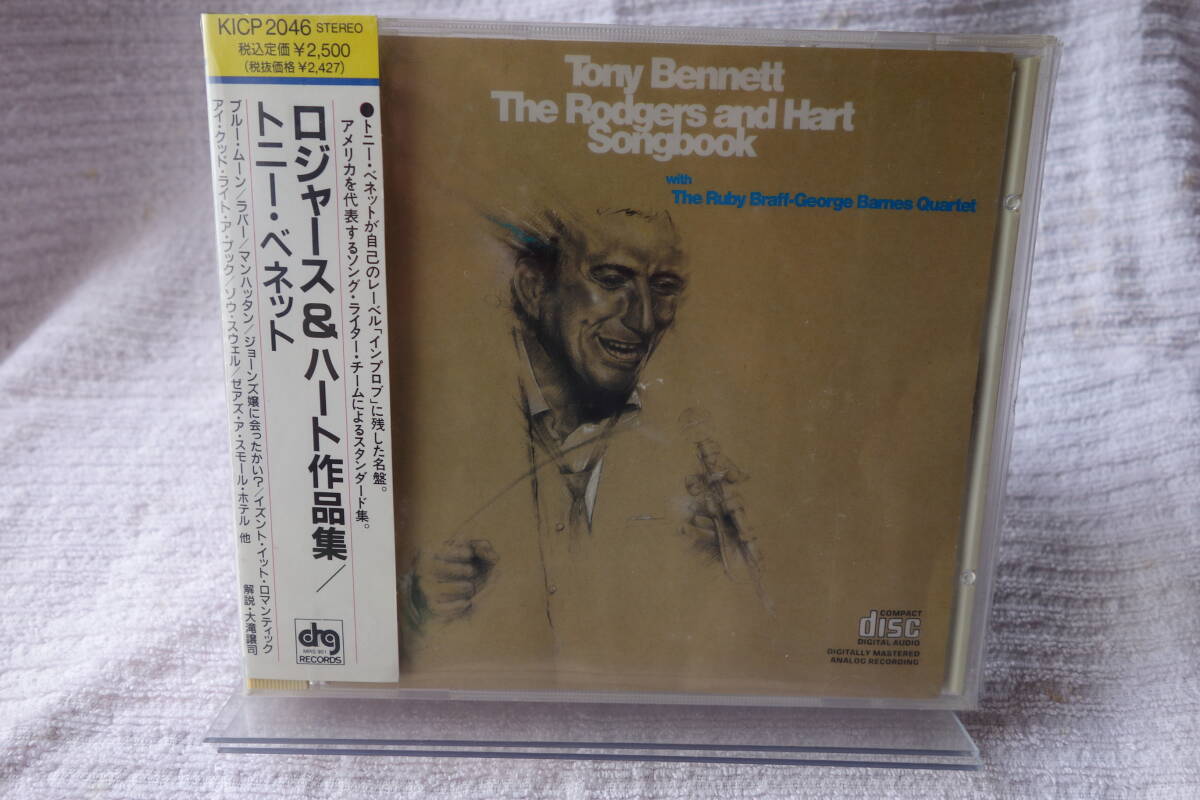 KICP 2046 STEREO
税込定価¥2,500
(税抜価格¥2,427)
●トニー・ベネットが自己のレーベル「インプロブ」に残した名盤。
アメリカを代表するソング・ライター・チームによるスタンダード集。
ロジャース&ハート作品集/
トニー・ベネット
ブルー・ムーン/ラバー/マンハッタン/ジョーンズ嬢に会ったかい?/イズント・イット・ロマンティック
アイ・クッド・ライト・ア・ブック/ソウ・スウェル/ゼアズ・ア・スモール・ホテル 他
解説・大滝譲司
drg
MRS 901
RECORDS
Tony Bennett
The Rodgers and Hart
Songbook
with
The Ruby Braff-George Barnes Quartet
COMPACT
disc
DIGITAL AUDIO
DIGITALLY MASTERED
ANALOG RECORDING